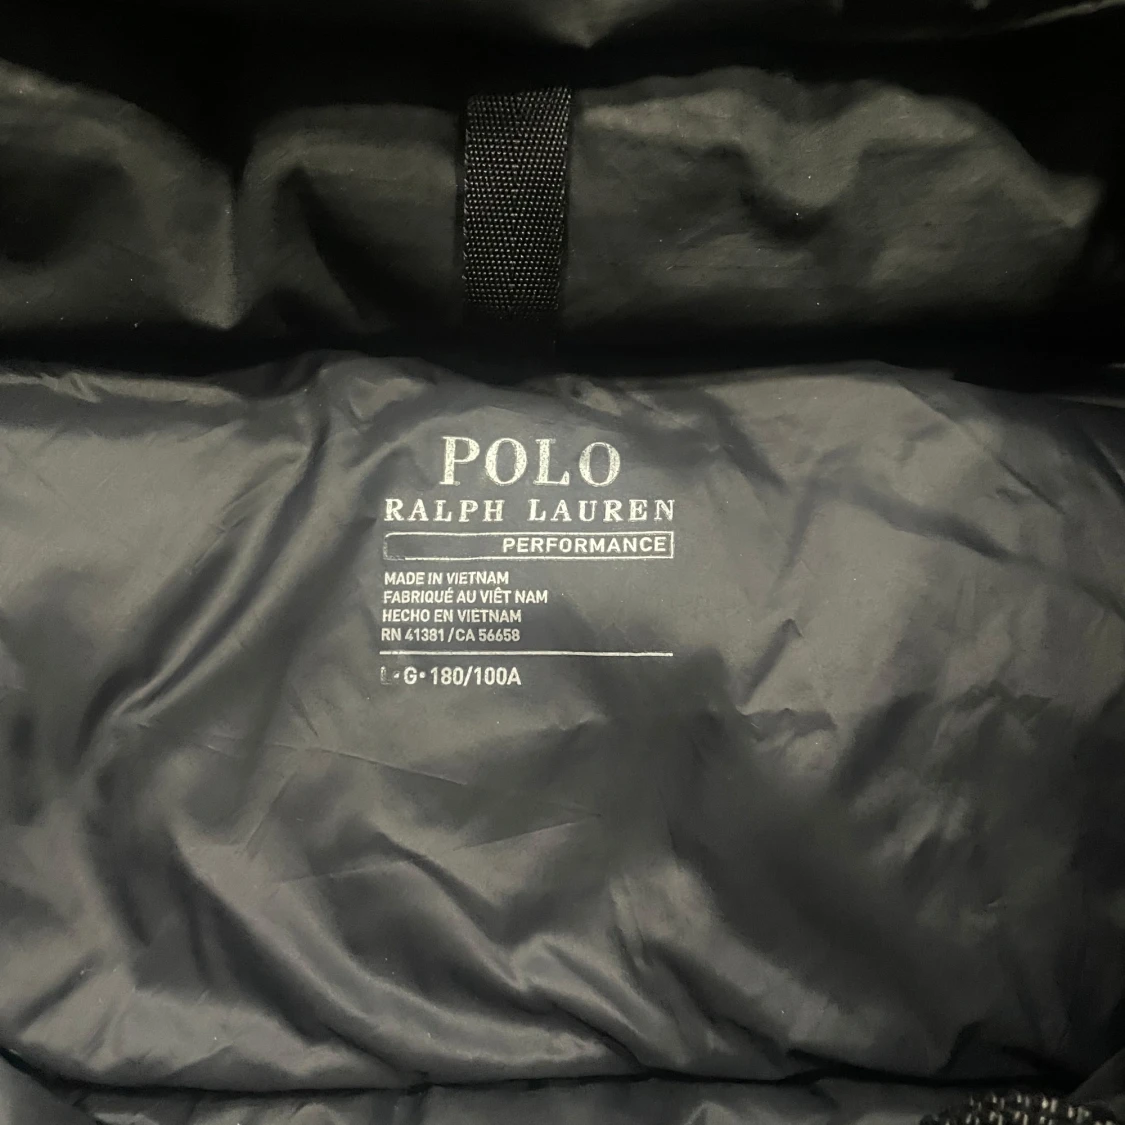 POLO
RALPH LAUREN
PERFORMANCE
MADE IN VIETNAM
FABRIQUÉ AU VIÊT NAM
HECHO EN VIETNAM
RN 41381/CA 56658
L•G•180/100A